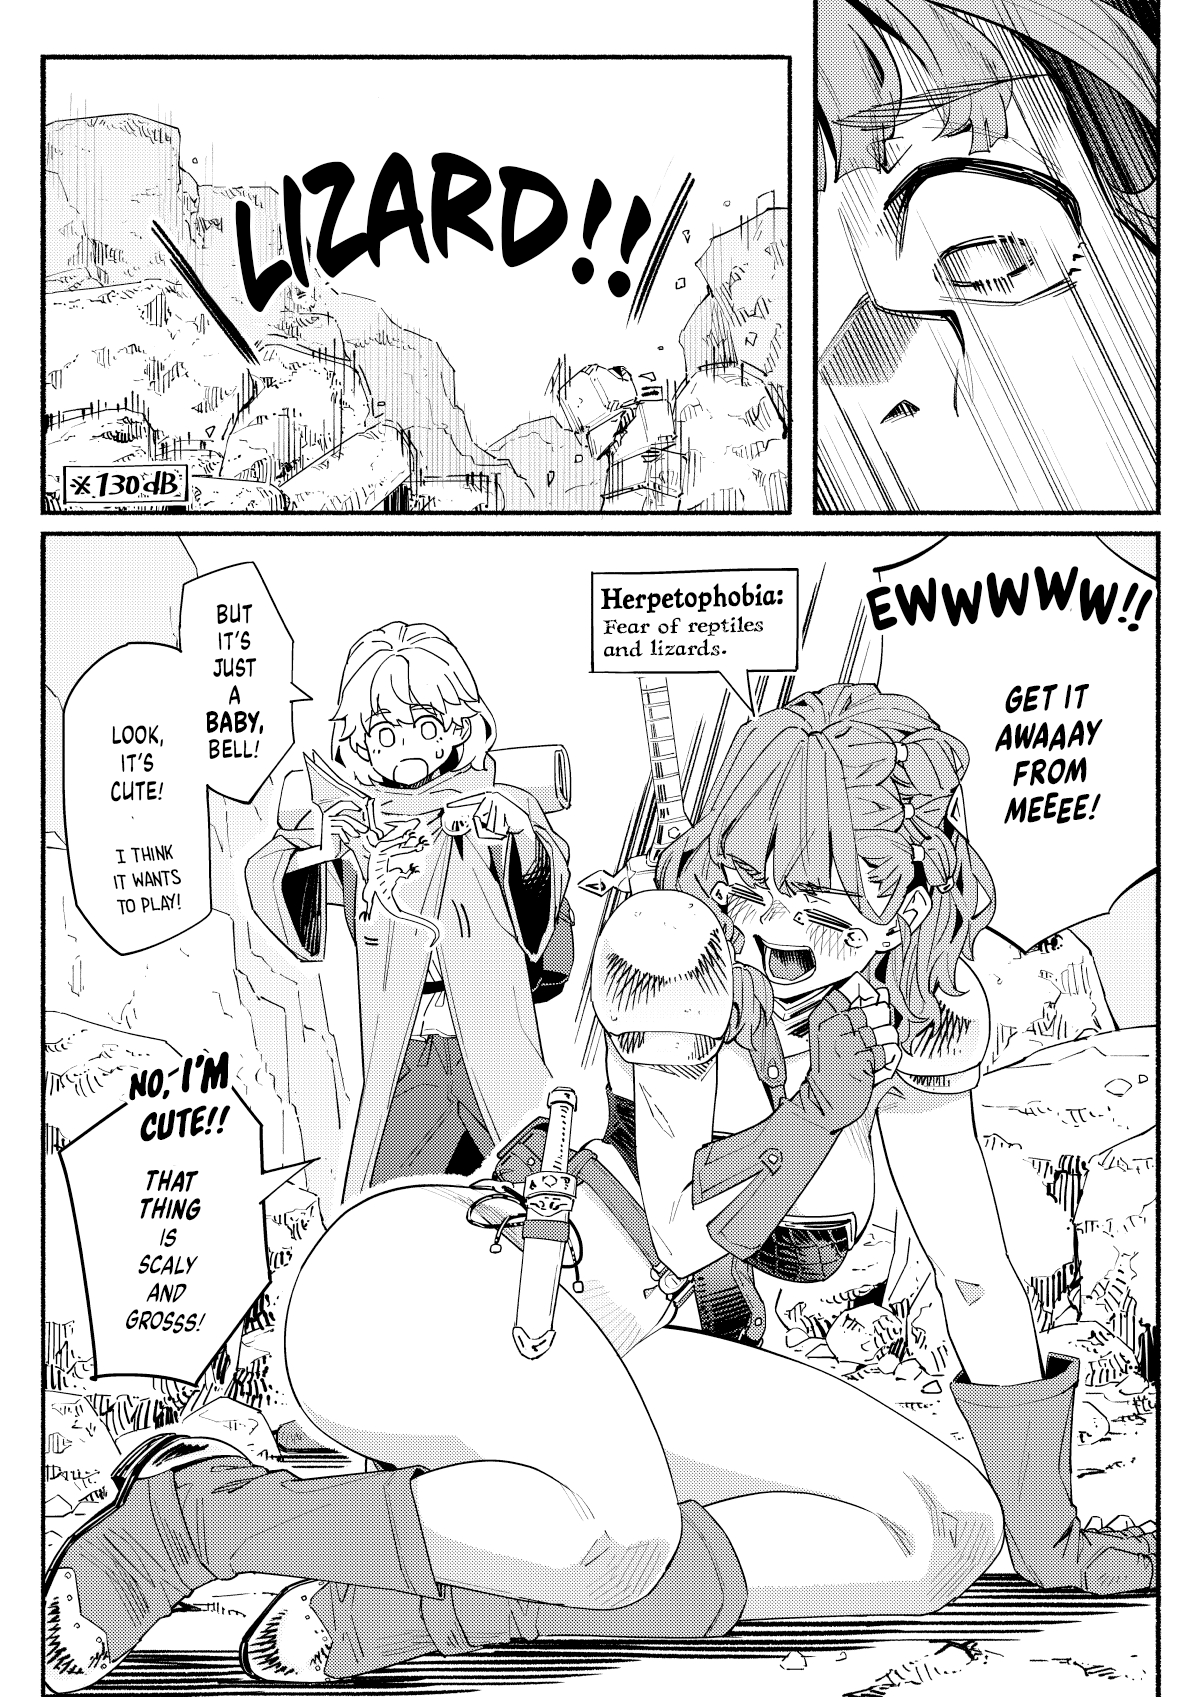 LIZARD!!
※130dB
EWWWWW!!
GET IT
AWAAAY
FROM
MEEEE!
Herpetophobia:
Fear of reptiles
and lizards.
BUT
IT'S
JUST
A
BABY,
BELL!
LOOK,
IT'S
CUTE!
I THINK
IT WANTS
TO PLAY!
NO, I'M
CUTE!!
THAT
THING
IS
SCALY
AND
GROSSS!